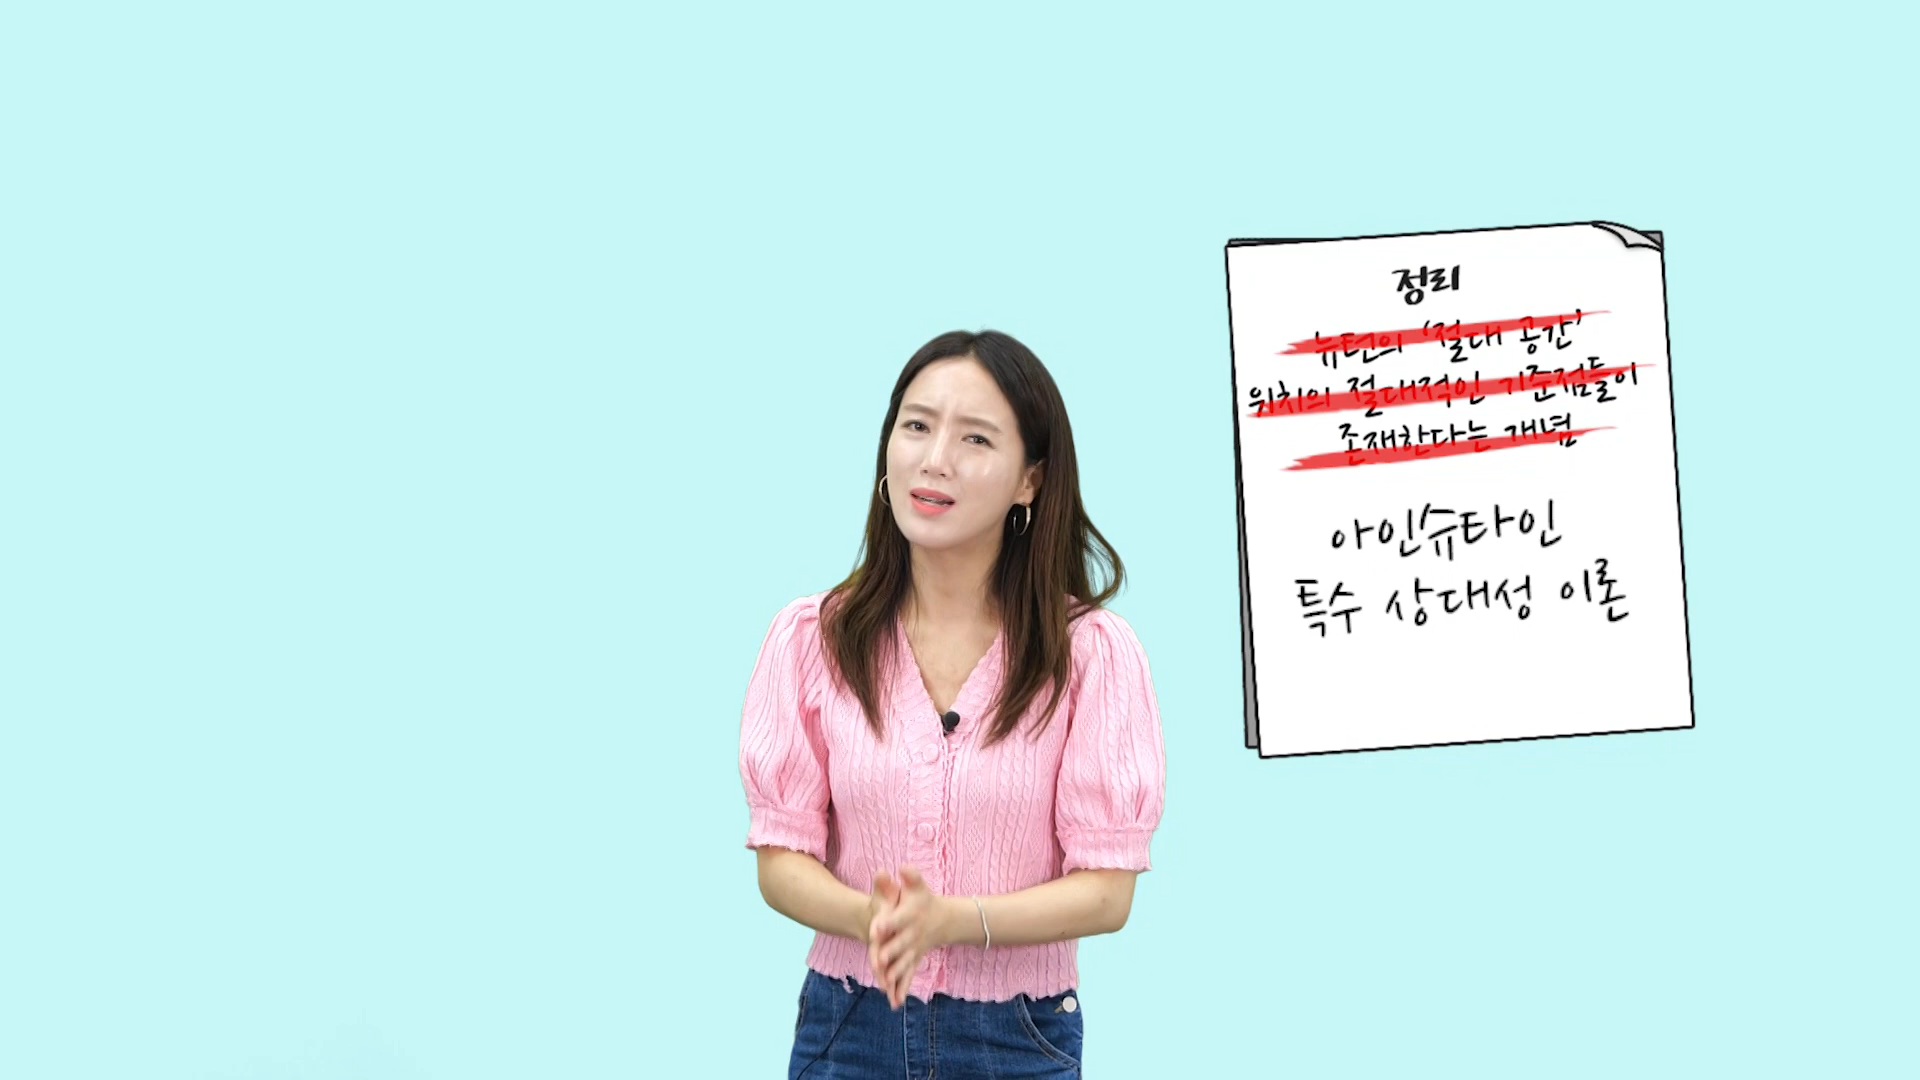 정리
뉴턴의 '절대 공간'
위치의 절대적인 기준점들이
존재한다는 개념
아인슈타인
특수 상대성 이론